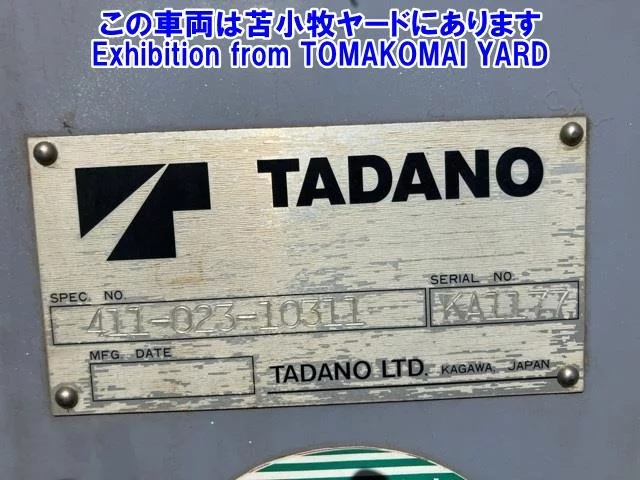 この車両は苫小牧ヤードにあります
Exhibition from TOMAKOMAI YARD
TADANO
SPEC. NO.
411-023-10311
SERIAL NO.
KA1177
MFG. DATE
TADANO LTD. KAGAWA, JAPAN